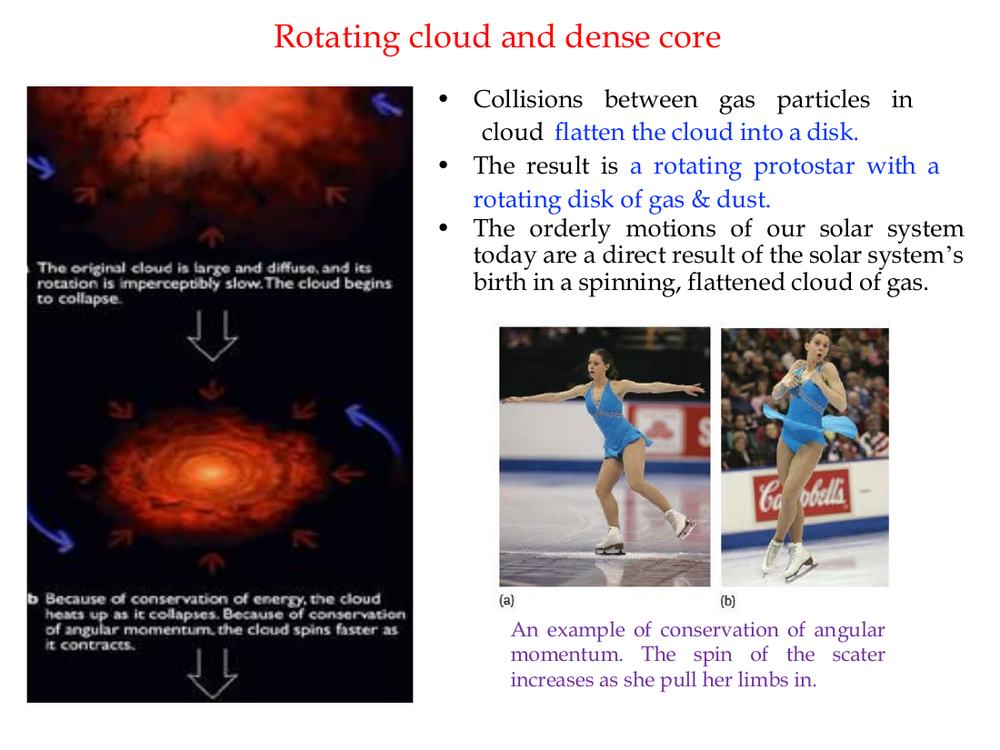 Rotating cloud and dense core
The original cloud is large and diffuse, and its
rotation is imperceptibly slow. The cloud begins
to collapse.
b Because of conservation of energy, the cloud
heats up as it collapses. Because of conservation
of angular momentum, the cloud spins faster as
it contracts.
• Collisions between gas particles in
cloud flatten the cloud into a disk.
• The result is a rotating protostar with a
rotating disk of gas & dust.
• The orderly motions of our solar system
today are a direct result of the solar system’s
birth in a spinning, flattened cloud of gas.
S
Campbell's
(a)
(b)
An example of conservation of angular
momentum. The spin of the scater
increases as she pull her limbs in.